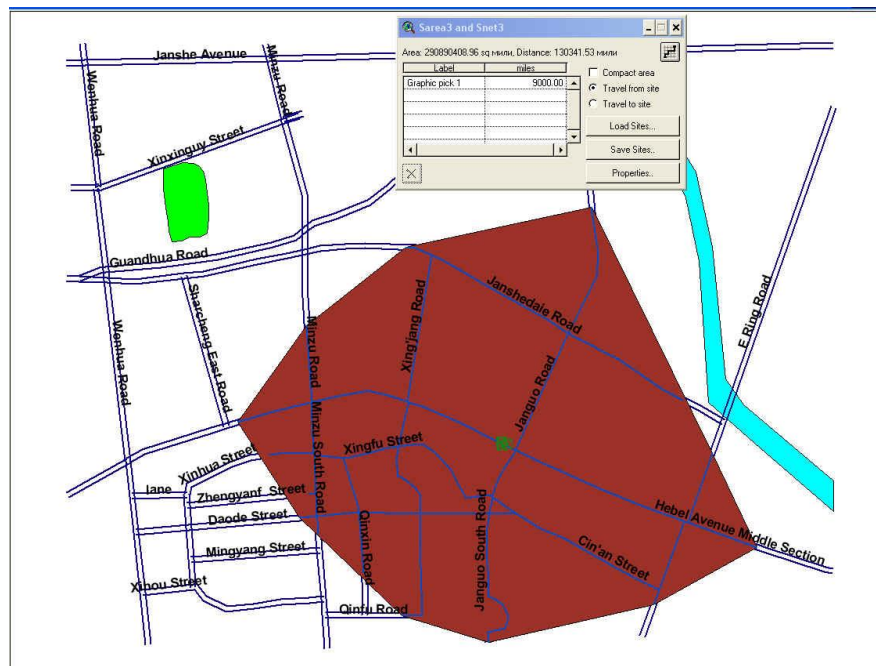 Sarea3 and Snet3
Area: 290890408.96 sq мили, Distance: 130341.53 мили
Label miles
Graphic pick 1 9000.00
Compact area
Travel from site
Travel to site
Load Sites...
Save Sites...
Properties..
Janshe Avenue
Minzu Road
Wenhua Road
Xinxinguy Street
Guandhua Road
Sharcheng East Road
Wenhua Road
Minzu Road
Xing'jang Road
Janshedaie Road
E Ring Road
Janguo Road
Minzu South Road
Xingfu Street
Xinhua Street
lane
Zhengyanf Street
Daode Street
Mingyang Street
Xihou Street
Qinxin Road
Qinfu Road
Janguo South Road
Cin'an Street
Hebel Avenue Middle Section